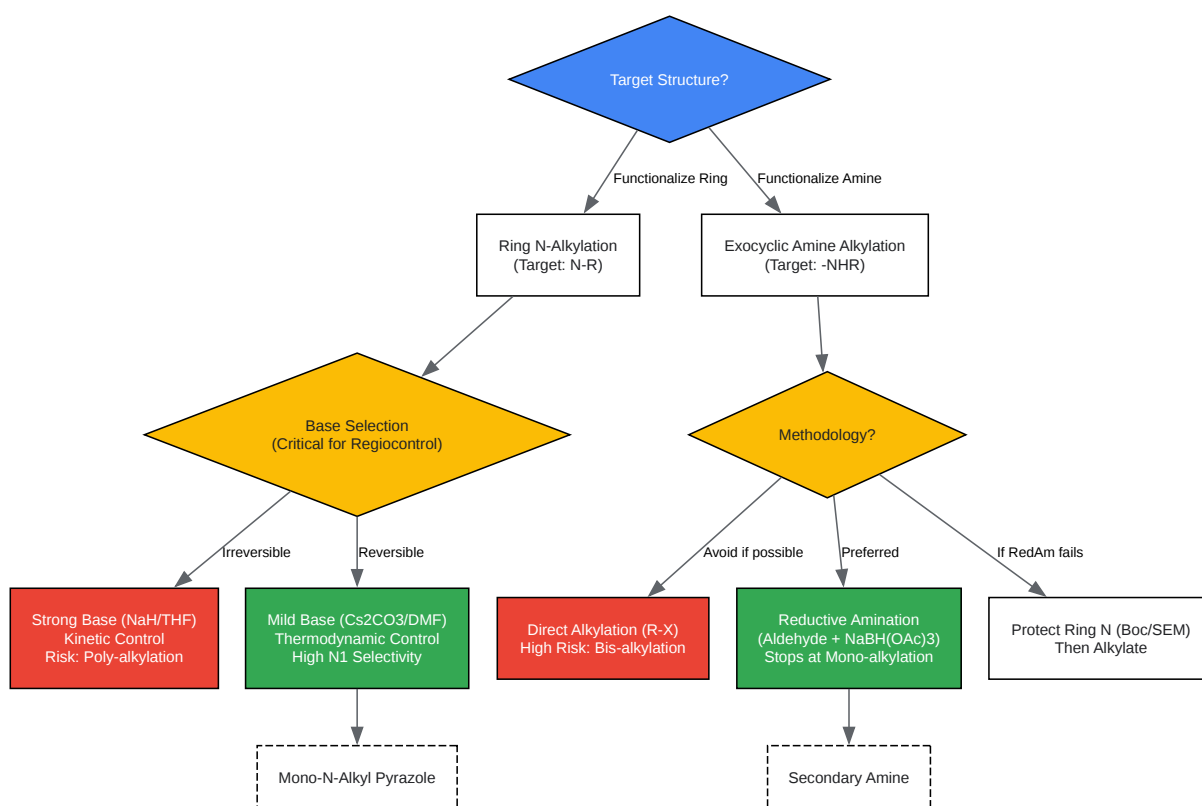 Target Structure?
Functionalize Ring
Functionalize Amine
Ring N-Alkylation
(Target: N-R)
Exocyclic Amine Alkylation
(Target: -NHR)
Base Selection
(Critical for Regiocontrol)
Methodology?
Irreversible
Reversible
Avoid if possible
Preferred
If RedAm fails
Strong Base (NaH/THF)
Kinetic Control
Risk: Poly-alkylation
Mild Base (Cs2CO3/DMF)
Thermodynamic Control
High N1 Selectivity
Direct Alkylation (R-X)
High Risk: Bis-alkylation
Reductive Amination
(Aldehyde + NaBH(OAc)3)
Stops at Mono-alkylation
Protect Ring N (Boc/SEM)
Then Alkylate
Mono-N-Alkyl Pyrazole
Secondary Amine